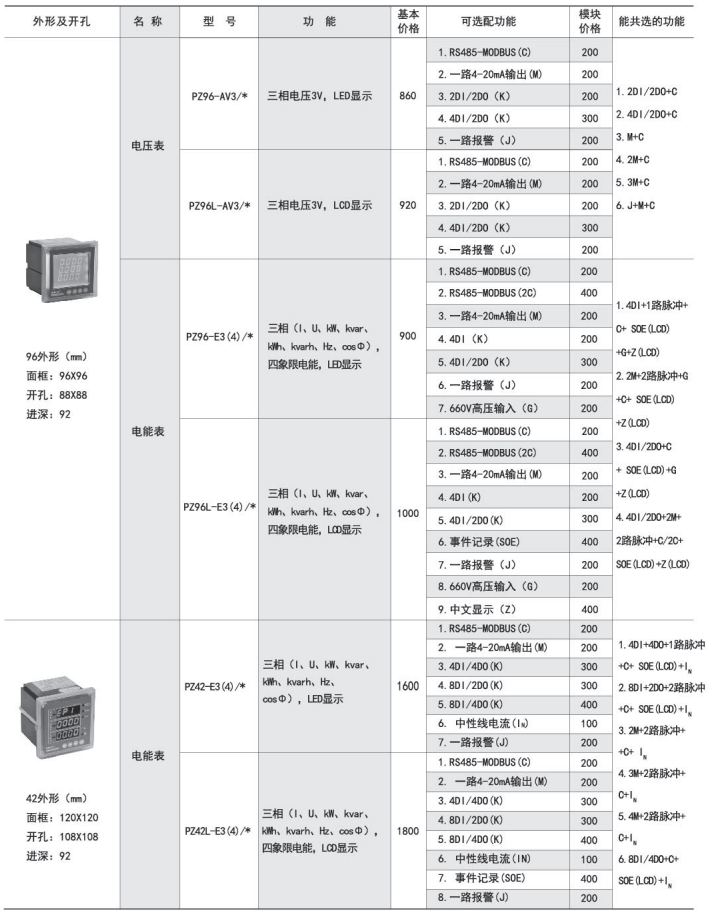 外形及开孔 名 称 型 号 功 能 基本价格 可选配功能 模块价格 能共选的功能
96外形（mm）
面框：96X96
开孔：88X88
进深：92
电压表
PZ96-AV3/* 三相电压3V，LED显示 860
1.RS485-MODBUS(C) 200
2.一路4-20mA输出(M) 200
3.2DI/2DO（K） 200
4.4DI/2DO（K） 300
5.一路报警（J） 200
PZ96L-AV3/* 三相电压3V，LCD显示 920
1.RS485-MODBUS(C) 200
2.一路4-20mA输出(M) 200
3.2DI/2DO（K） 200
4.4DI/2DO（K） 300
5.一路报警（J） 200
1.2DI/2DO+C
2.4DI/2DO+C
3.M+C
4.2M+C
5.3M+C
6.J+M+C
电能表
PZ96-E3(4)/*
三相（I、U、kW、kvar、
kWh、kvarh、Hz、cosΦ），
四象限电能，LED显示
900
1.RS485-MODBUS(C) 200
2.RS485-MODBUS(2C) 400
3.一路4-20mA输出(M) 200
4.4DI（K） 200
5.4DI/2DO（K） 300
6.一路报警（J） 200
7.660V高压输入（G） 200
PZ96L-E3(4)/*
三相（I、U、kW、kvar、
kWh、kvarh、Hz、cosΦ），
四象限电能，LCD显示
1000
1.RS485-MODBUS(C) 200
2.RS485-MODBUS(2C) 400
3.一路4-20mA输出(M) 200
4.4DI(K) 200
5.4DI/2DO(K) 300
6.事件记录(SOE) 400
7.一路报警（J） 200
8.660V高压输入（G） 200
9.中文显示（Z） 400
1.4DI+1路脉冲+
C+ SOE(LCD)
+G+Z(LCD)
2.2M+2路脉冲+G
+C+ SOE(LCD)
+Z(LCD)
3.4DI/2DO+C
+ SOE(LCD)+G
+Z(LCD)
4.4DI/2DO+2M+
2路脉冲+C/2C+
SOE(LCD)+Z(LCD)
42外形（mm）
面框：120X120
开孔：108X108
进深：92
电能表
PZ42-E3(4)/*
三相（I、U、kW、kvar、
kWh、kvarh、Hz、
cosΦ），LED显示
1600
1.RS485-MODBUS(C) 200
2. 一路4-20mA输出(M) 200
3.4DI/4DO(K) 300
4.8DI/2DO(K) 300
5.8DI/4DO(K) 400
6. 中性线电流(IN) 100
7.一路报警(J) 200
PZ42L-E3(4)/*
三相（I、U、kW、kvar、
kWh、kvarh、Hz、cosΦ），
四象限电能，LCD显示
1800
1.RS485-MODBUS(C) 200
2. 一路4-20mA输出(M) 200
3.4DI/4DO(K) 300
4.8DI/2DO(K) 300
5.8DI/4DO(K) 400
6. 中性线电流(IN) 100
7. 事件记录(SOE) 400
8.一路报警(J) 200
1.4DI+4DO+1路脉冲
+C+ SOE(LCD)+IN
2.8DI+2DO+2路脉冲
+C+ SOE(LCD)+IN
3.2M+2路脉冲+
+C+ IN
4.3M+2路脉冲+
C+IN
5.4M+2路脉冲+
C+IN
6.8DI/4DO+C+
SOE(LCD)+IN